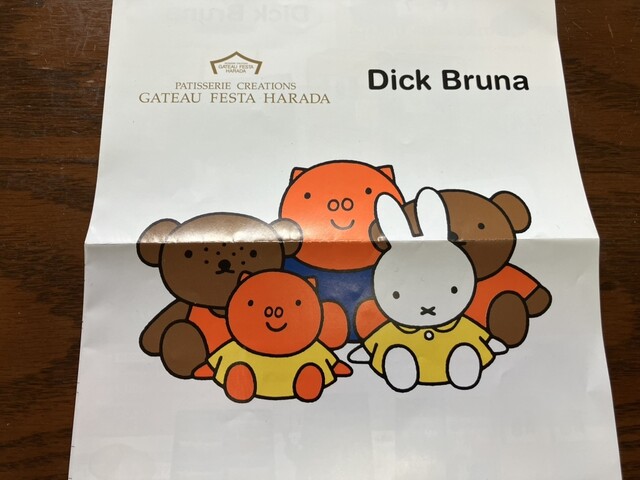 GATEAU FESTA
HARADA
PATISSERIE CREATIONS
GATEAU FESTA HARADA
Dick Bruna